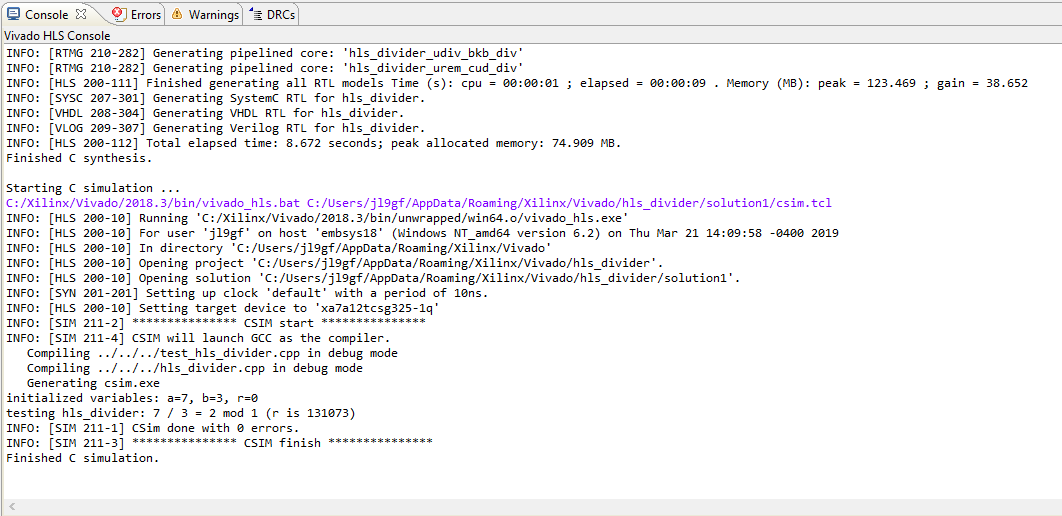 Console Errors Warnings DRCs
Vivado HLS Console
INFO: [RTMG 210-282] Generating pipelined core: 'hls_divider_udiv_bkb_div'
INFO: [RTMG 210-282] Generating pipelined core: 'hls_divider_urem_cud_div'
INFO: [HLS 200-111] Finished generating all RTL models Time (s): cpu = 00:00:01 ; elapsed = 00:00:09 . Memory (MB): peak = 123.469 ; gain = 38.652
INFO: [SYSC 207-301] Generating SystemC RTL for hls_divider.
INFO: [VHDL 208-304] Generating VHDL RTL for hls_divider.
INFO: [VLOG 209-307] Generating Verilog RTL for hls_divider.
INFO: [HLS 200-112] Total elapsed time: 8.672 seconds; peak allocated memory: 74.909 MB.
Finished C synthesis.
Starting C simulation ...
C:/Xilinx/Vivado/2018.3/bin/vivado_hls.bat C:/Users/jl9gf/AppData/Roaming/Xilinx/Vivado/hls_divider/solution1/csim.tcl
INFO: [HLS 200-10] Running 'C:/Xilinx/Vivado/2018.3/bin/unwrapped/win64.o/vivado_hls.exe'
INFO: [HLS 200-10] For user 'jl9gf' on host 'embsys18' (Windows NT_amd64 version 6.2) on Thu Mar 21 14:09:58 -0400 2019
INFO: [HLS 200-10] In directory 'C:/Users/jl9gf/AppData/Roaming/Xilinx/Vivado'
INFO: [HLS 200-10] Opening project 'C:/Users/jl9gf/AppData/Roaming/Xilinx/Vivado/hls_divider'.
INFO: [HLS 200-10] Opening solution 'C:/Users/jl9gf/AppData/Roaming/Xilinx/Vivado/hls_divider/solution1'.
INFO: [SYN 201-201] Setting up clock 'default' with a period of 10ns.
INFO: [HLS 200-10] Setting target device to 'xa7a12tcsg325-1q'
INFO: [SIM 211-2] *************** CSIM start ***************
INFO: [SIM 211-4] CSIM will launch GCC as the compiler.
Compiling ../../../test_hls_divider.cpp in debug mode
Compiling ../../../hls_divider.cpp in debug mode
Generating csim.exe
initialized variables: a=7, b=3, r=0
testing hls_divider: 7 / 3 = 2 mod 1 (r is 131073)
INFO: [SIM 211-1] CSim done with 0 errors.
INFO: [SIM 211-3] *************** CSIM finish ***************
Finished C simulation.